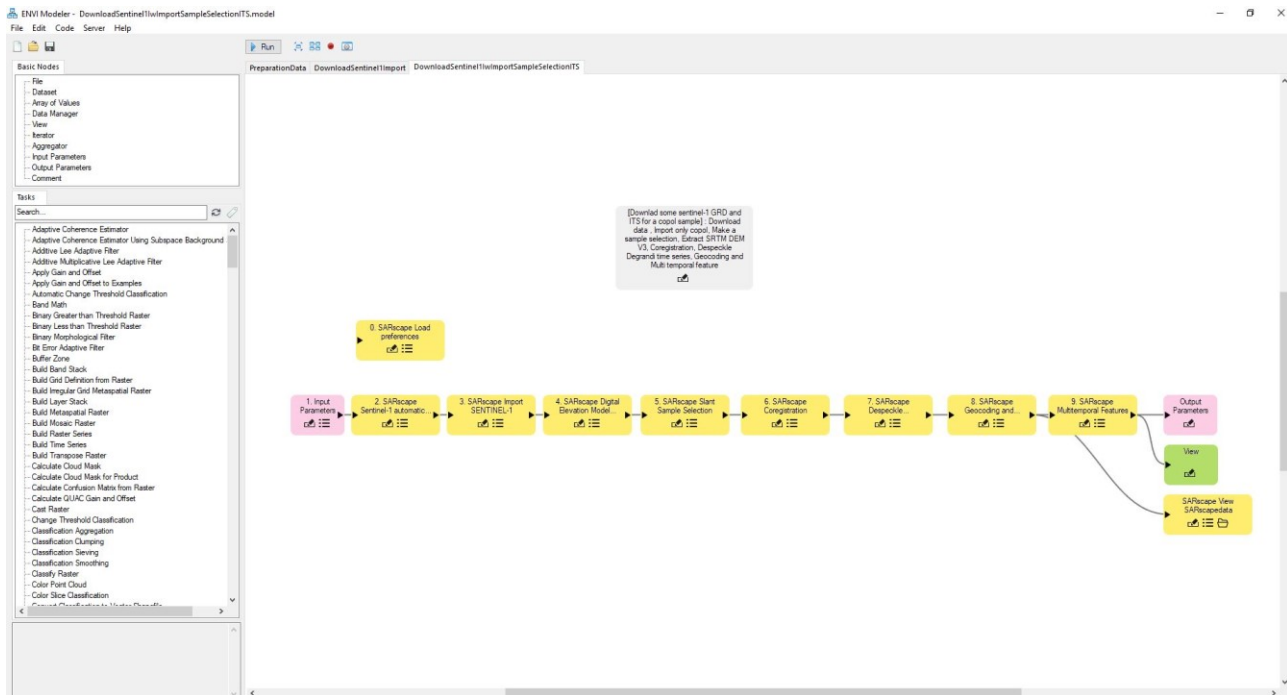 ENVI Modeler - DownloadSentinel1IwImportSampleSelectionITS.model
File Edit Code Server Help
Run
Basic Nodes
File
Dataset
Array of Values
Data Manager
View
Iterator
Aggregator
Input Parameters
Output Parameters
Comment
Tasks
Search...
Adaptive Coherence Estimator
Adaptive Coherence Estimator Using Subspace Background
Additive Lee Adaptive Filter
Additive Multiplicative Lee Adaptive Filter
Apply Gain and Offset
Apply Gain and Offset to Examples
Automatic Change Threshold Classification
Band Math
Binary Greater than Threshold Raster
Binary Less than Threshold Raster
Binary Morphological Filter
Bit Error Adaptive Filter
Buffer Zone
Build Band Stack
Build Grid Definition from Raster
Build Irregular Grid Metaspatial Raster
Build Layer Stack
Build Metaspatial Raster
Build Mosaic Raster
Build Raster Series
Build Time Series
Build Transpose Raster
Calculate Cloud Mask
Calculate Cloud Mask for Product
Calculate Confusion Matrix from Raster
Calculate QUAC Gain and Offset
Cast Raster
Change Threshold Classification
Classification Aggregation
Classification Clumping
Classification Sieving
Classification Smoothing
Classify Raster
Color Point Cloud
Color Slice Classification
PreparationData DownloadSentinel1Import DownloadSentinel1IwImportSampleSelectionITS
[Downlad some sentinel-1 GRD and
ITS for a copol sample] : Download
data , Import only copol, Make a
sample selection, Extract SRTM DEM
V3, Coregistration, Despeckle
Degrandi time series, Geocoding and
Multi temporal feature
0. SARscape Load
preferences
1. Input
Parameters
2. SARscape
Sentinel-1 automatic...
3. SARscape Import
SENTINEL-1
4. SARscape Digital
Elevation Model...
5. SARscape Slant
Sample Selection
6. SARscape
Coregistration
7. SARscape
Despeckle...
8. SARscape
Geocoding and...
9. SARscape
Multitemporal Features
Output
Parameters
View
SARscape View
SARscapedata